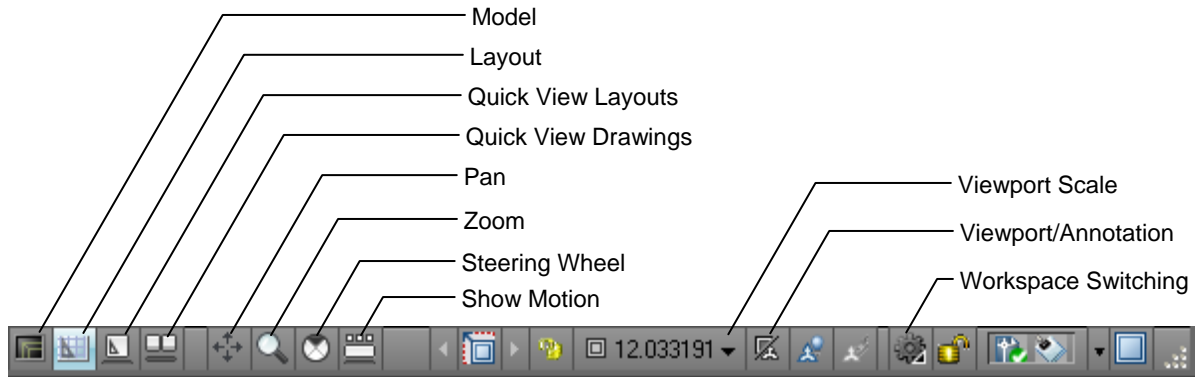 Model
Layout
Quick View Layouts
Quick View Drawings
Pan
Zoom
Steering Wheel
Show Motion
Viewport Scale
Viewport/Annotation
Workspace Switching
12.033191